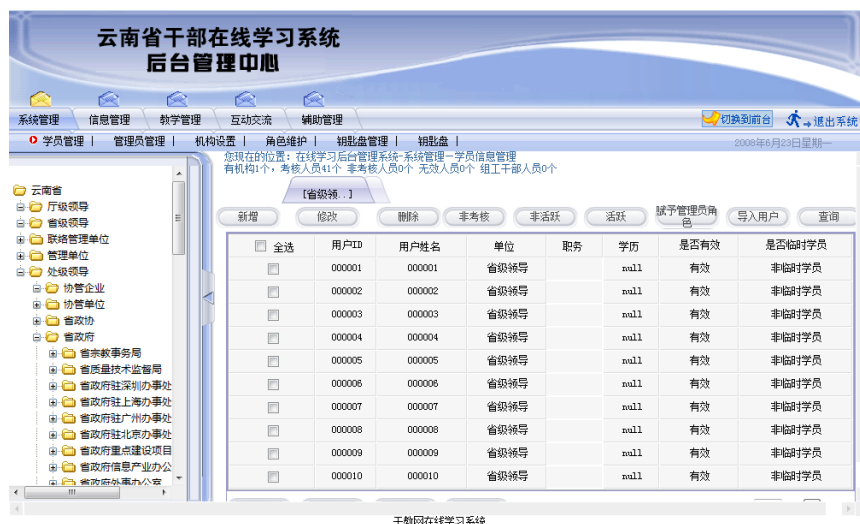 云南省干部在线学习系统
后台管理中心
系统管理 信息管理 教学管理 互动交流 辅助管理 切换到前台 退出系统
学员管理 | 管理员管理 | 机构设置 | 角色维护 | 钥匙盘管理 | 钥匙盘 | 2008年6月23日星期一
您现在的位置：在线学习后台管理系统-系统管理-学员信息管理
有机构1个，考核人员41个 非考核人员0个 无效人员0个 组工干部人员0个
[省级领..]
新增 修改 删除 非考核 非活跃 活跃 赋予管理员角色 导入用户 查询
云南省
厅级领导
省级领导
联络管理单位
管理单位
处级领导
协管企业
协管单位
省政协
省政府
省宗教事务局
省质量技术监督局
省政府驻深圳办事处
省政府驻上海办事处
省政府驻广州办事处
省政府驻北京办事处
省政府重点建设项目
省政府信息产业办公
省政府外事办公室
全选 用户ID 用户姓名 单位 职务 学历 是否有效 是否临时学员
000001 000001 省级领导 null 有效 非临时学员
000002 000002 省级领导 null 有效 非临时学员
000003 000003 省级领导 null 有效 非临时学员
000004 000004 省级领导 null 有效 非临时学员
000005 000005 省级领导 null 有效 非临时学员
000006 000006 省级领导 null 有效 非临时学员
000007 000007 省级领导 null 有效 非临时学员
000008 000008 省级领导 null 有效 非临时学员
000009 000009 省级领导 null 有效 非临时学员
000010 000010 省级领导 null 有效 非临时学员
干教网在线学习系统